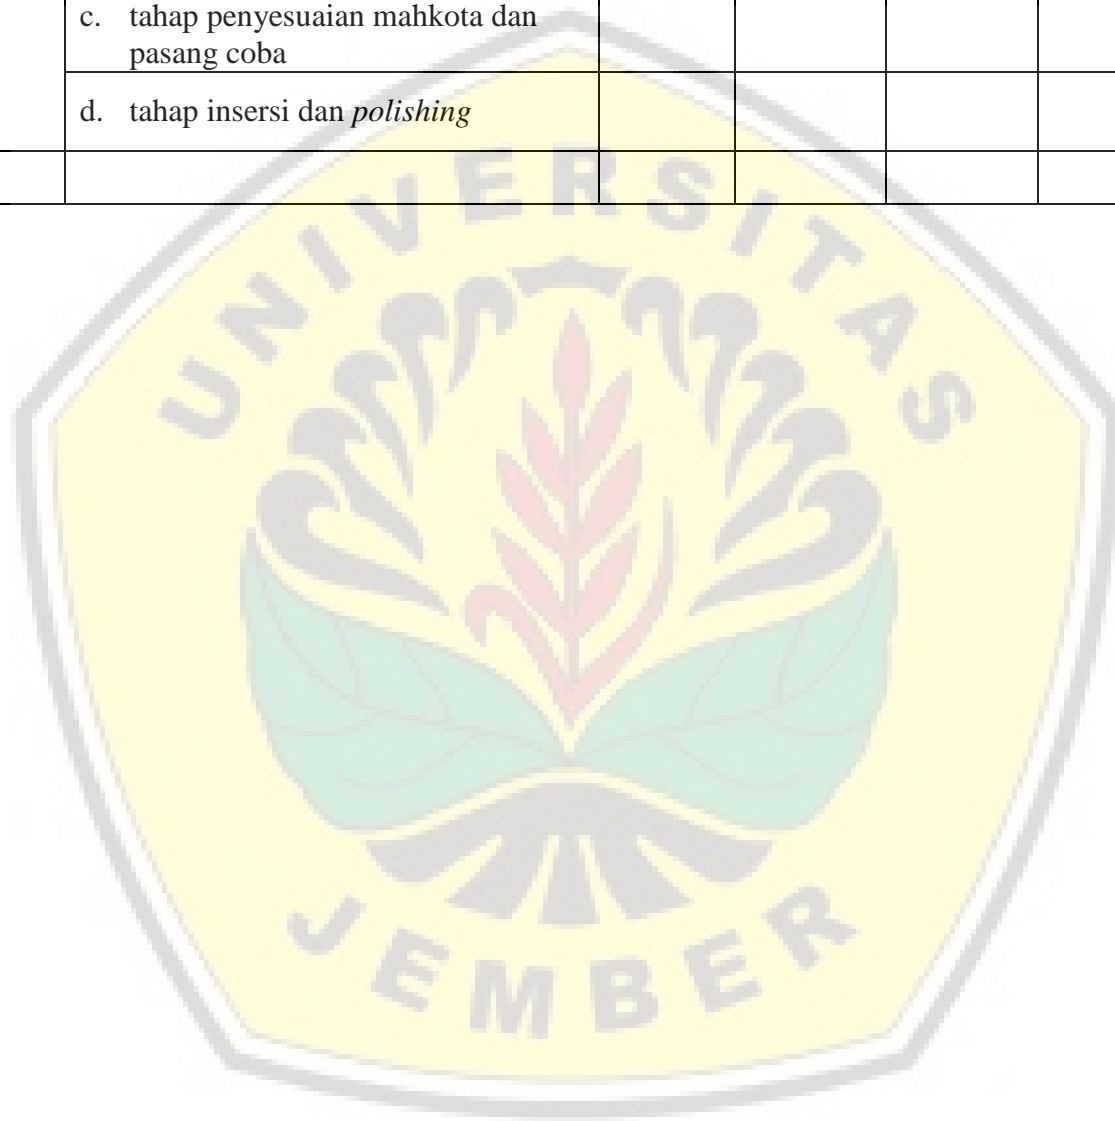 c. tahap penyesuaian mahkota dan
pasang coba
d. tahap insersi dan polishing
UNIVERSITAS
JEMBER